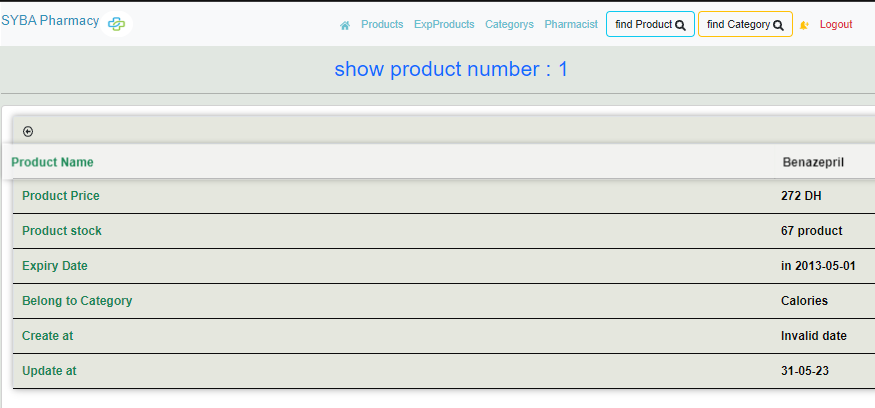 SYBA Pharmacy
Products ExpProducts Categorys Pharmacist find Product find Category Logout
show product number : 1
Product Name Benazepril
Product Price 272 DH
Product stock 67 product
Expiry Date in 2013-05-01
Belong to Category Calories
Create at Invalid date
Update at 31-05-23